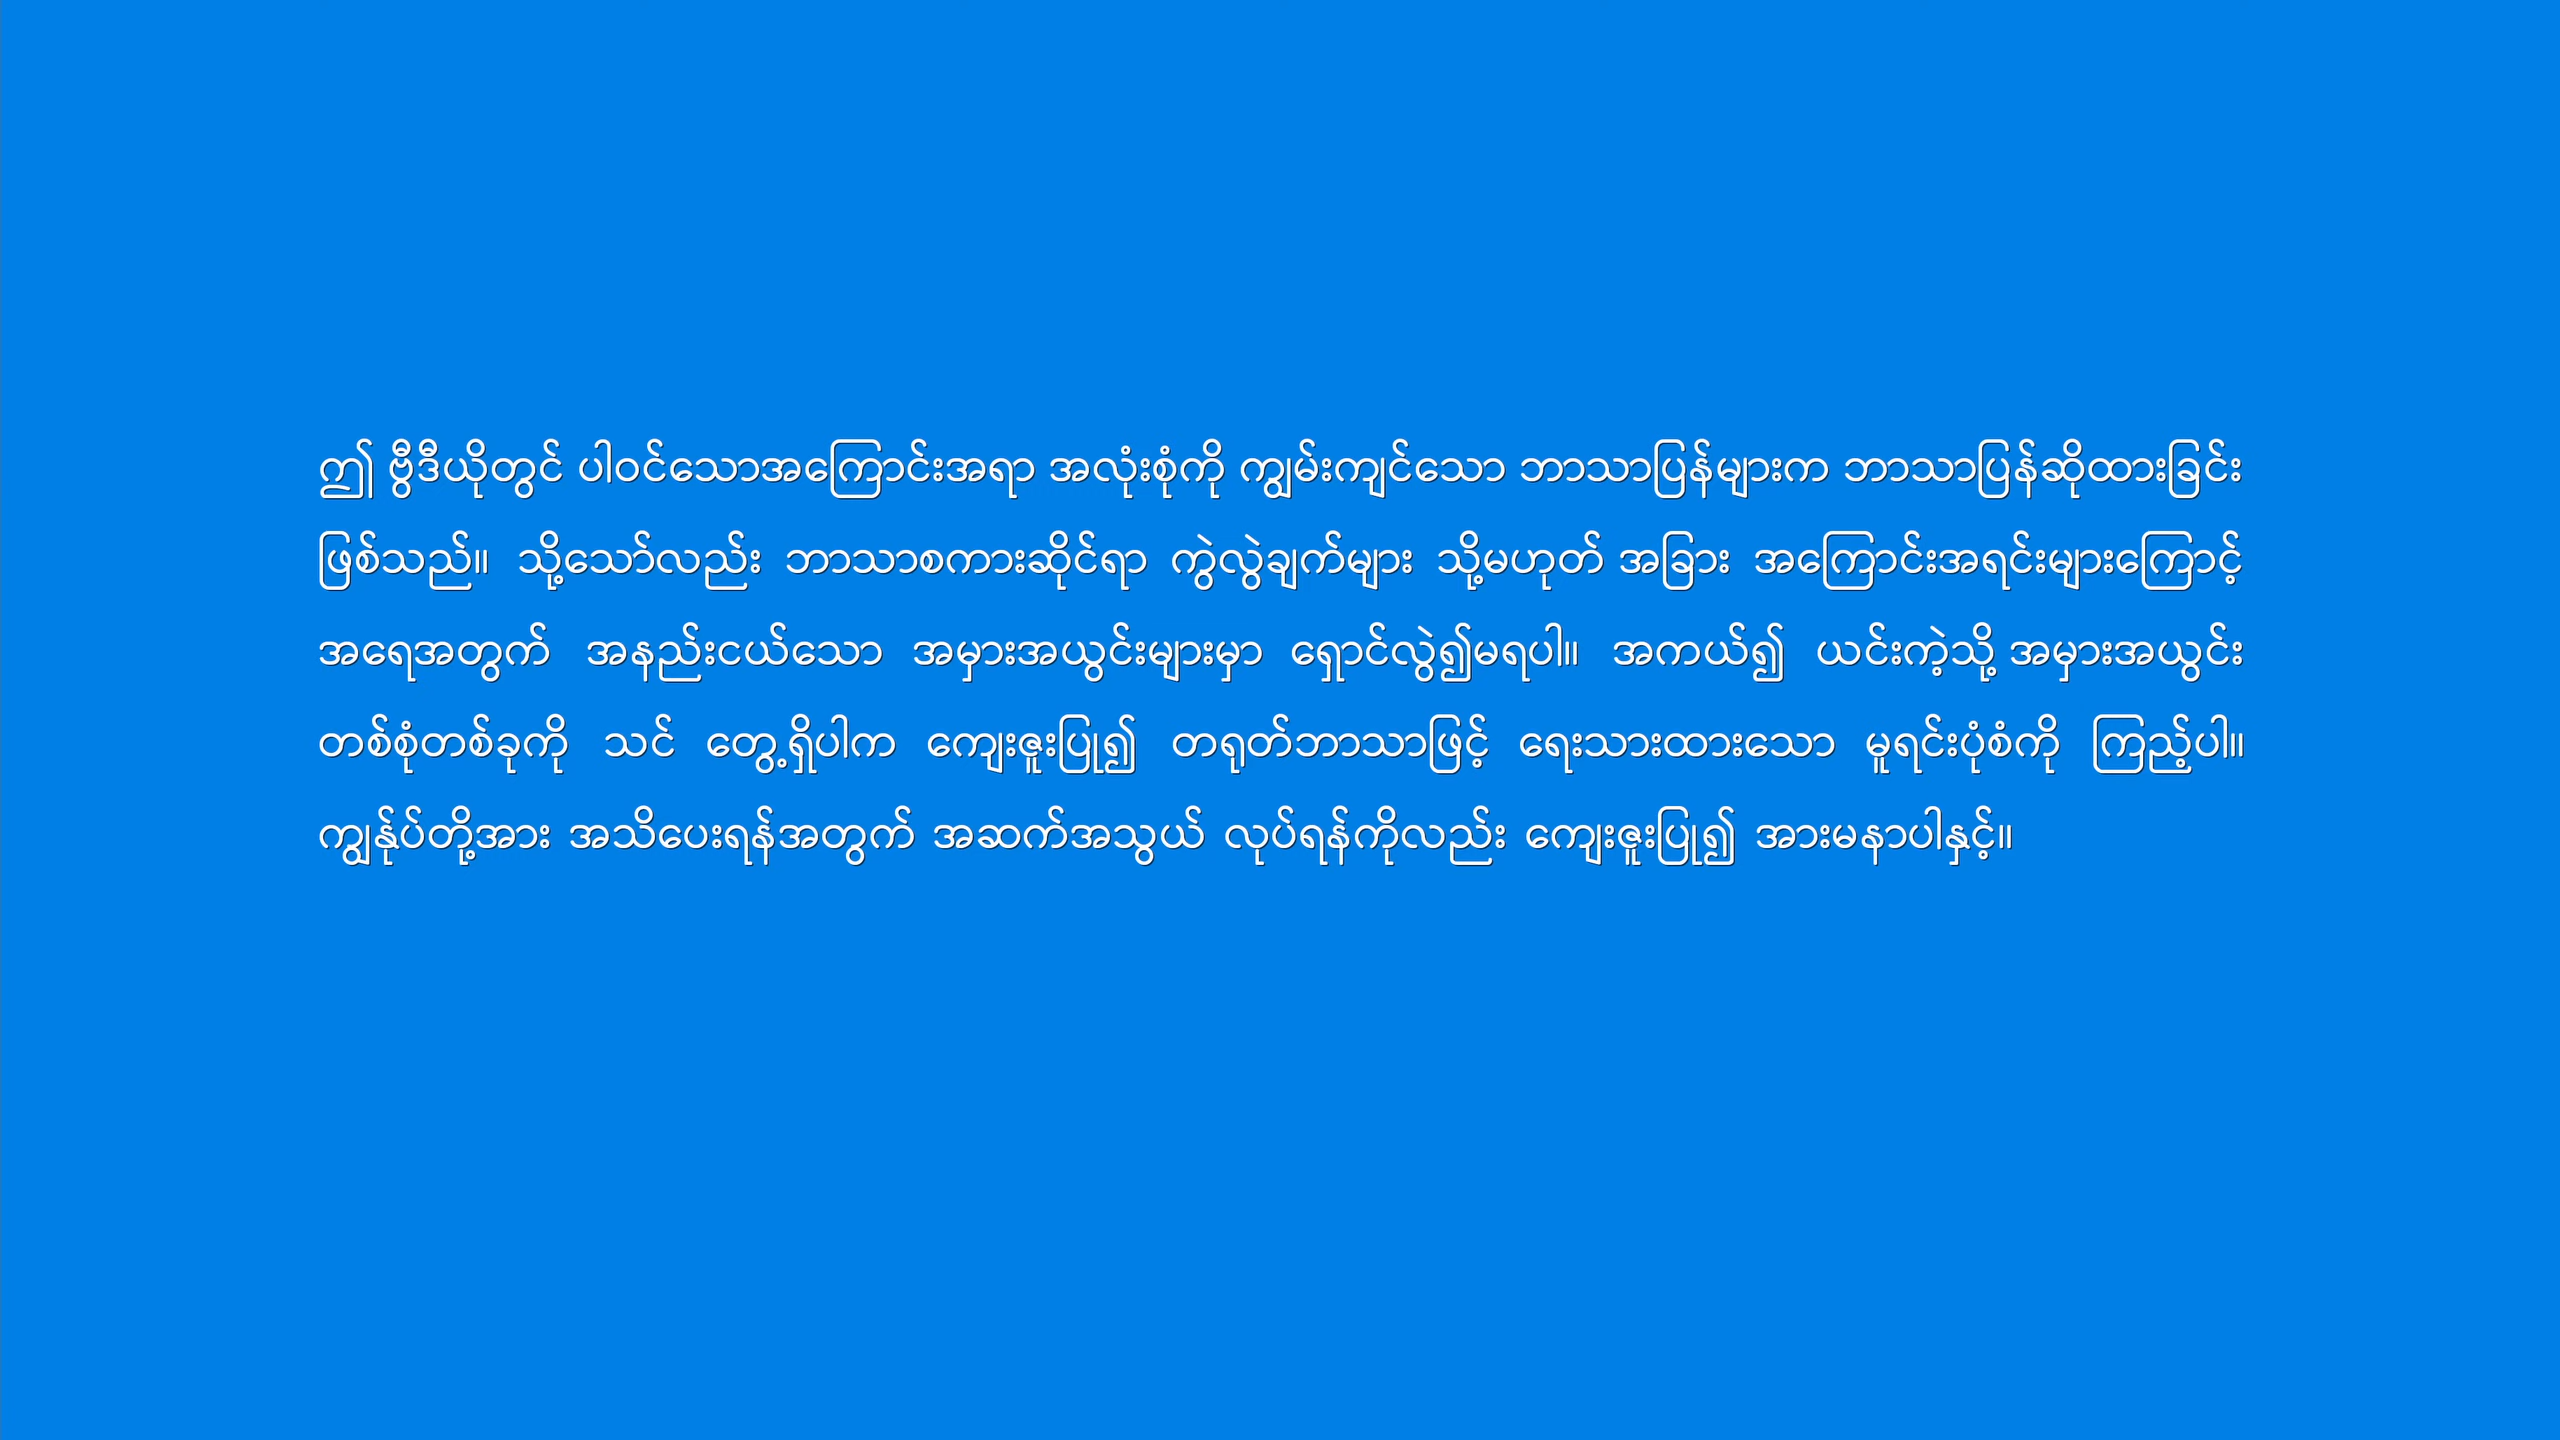 ဤ ဗွီဒီယိုတွင် ပါဝင်သောအကြောင်းအရာ အလုံးစုံကို ကျွမ်းကျင်သော ဘာသာပြန်များက ဘာသာပြန်ဆိုထားခြင်း
ဖြစ်သည်။ သို့သော်လည်း ဘာသာစကားဆိုင်ရာ ကွဲလွဲချက်များ သို့မဟုတ် အခြား အကြောင်းအရင်းများကြောင့်
အရေအတွက် အနည်းငယ်သော အမှားအယွင်းများမှာ ရှောင်လွဲ၍မရပါ။ အကယ်၍ ယင်းကဲ့သို့ အမှားအယွင်း
တစ်စုံတစ်ခုကို သင် တွေ့ရှိပါက ကျေးဇူးပြု၍ တရုတ်ဘာသာဖြင့် ရေးသားထားသော မူရင်းပုံစံကို ကြည့်ပါ။
ကျွန်ုပ်တို့အား အသိပေးရန်အတွက် အဆက်အသွယ် လုပ်ရန်ကိုလည်း ကျေးဇူးပြု၍ အားမနာပါနှင့်။